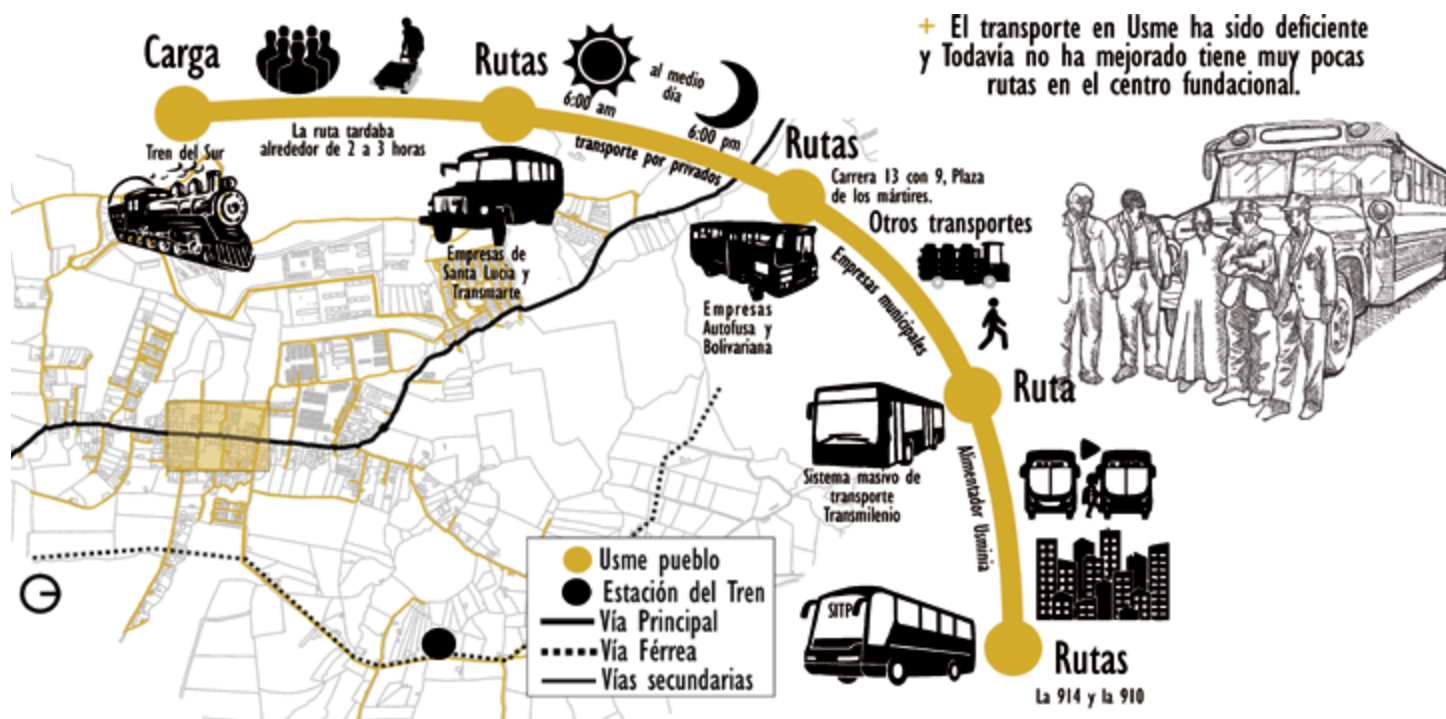 + El transporte en Usme ha sido deficiente
y Todavía no ha mejorado tiene muy pocas
rutas en el centro fundacional.
Carga
La ruta tardaba
alrededor de 2 a 3 horas
Tren del Sur
Rutas
6:00 am
al medio
dia
6:00 pm
transporte por privados
Empresas de
Santa Lucia y
Transmarte
Rutas
Carrera 13 con 9, Plaza
de los mártires.
Otros transportes
Empresas
Autofusa y
Bolivariana
Empresas municipales
Ruta
Sistema masivo de
transporte
Transmilenio
Alimentador Usminia
SITP
Rutas
La 914 y la 910
Usme pueblo
Estación del Tren
Vía Principal
Vía Férrea
Vías secundarias